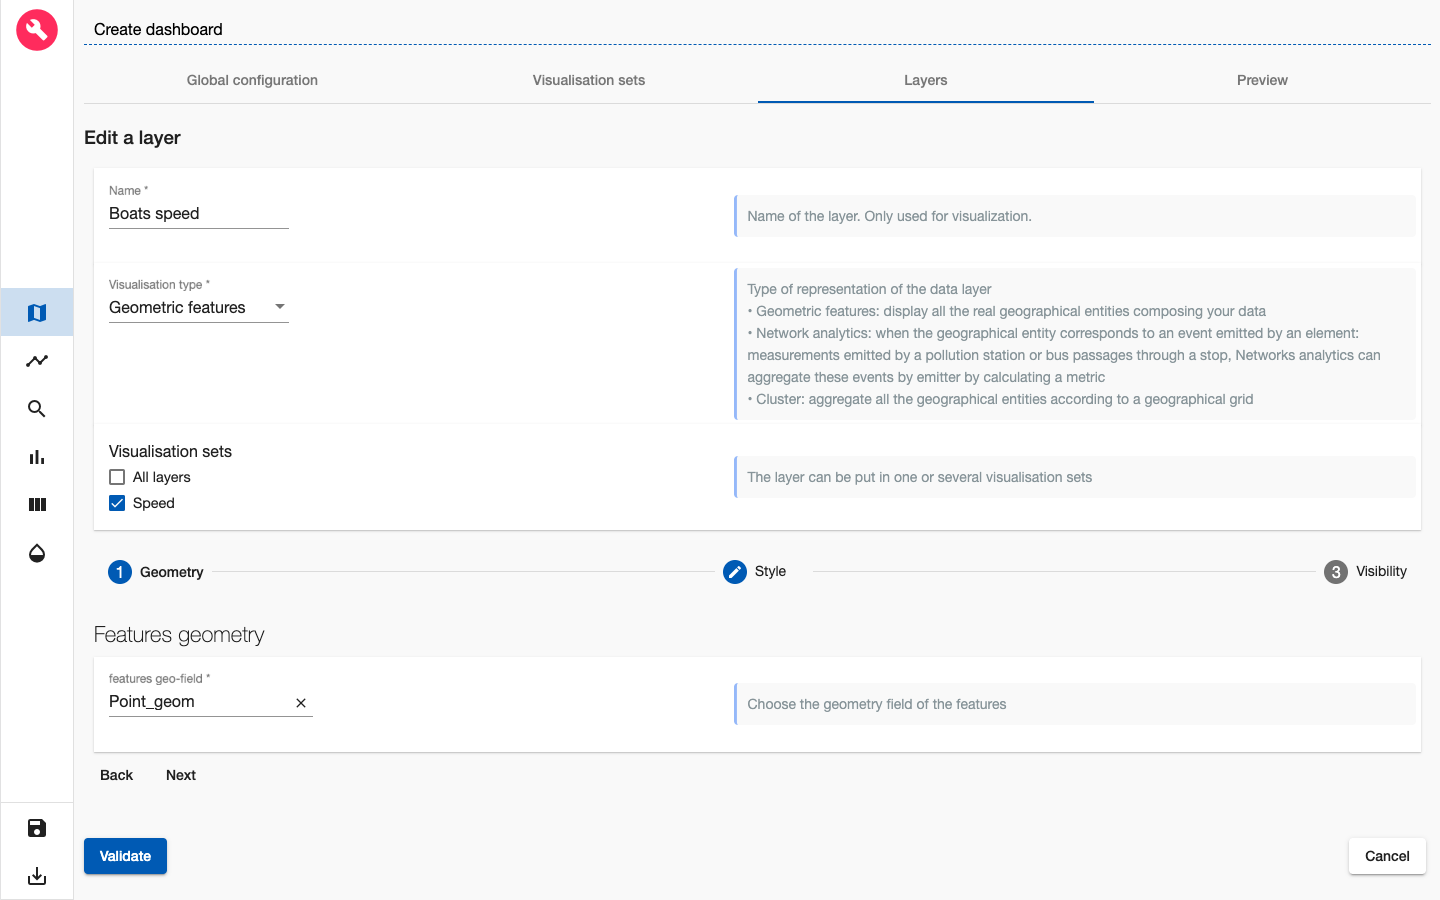 Create dashboard
Global configuration
Visualisation sets
Layers
Preview
Edit a layer
Name *
Boats speed
Name of the layer. Only used for visualization.
Visualisation type *
Geometric features
Type of representation of the data layer
• Geometric features: display all the real geographical entities composing your data
• Network analytics: when the geographical entity corresponds to an event emitted by an element:
measurements emitted by a pollution station or bus passages through a stop, Networks analytics can
aggregate these events by emitter by calculating a metric
• Cluster: aggregate all the geographical entities according to a geographical grid
Visualisation sets
All layers
Speed
The layer can be put in one or several visualisation sets
1 Geometry
Style
3 Visibility
Features geometry
features geo-field *
Point_geom
Choose the geometry field of the features
Back
Next
Validate
Cancel